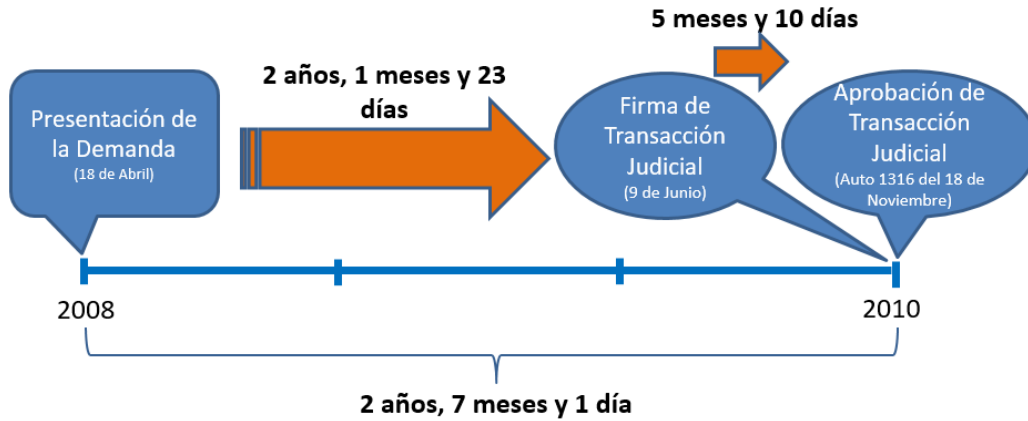 5 meses y 10 días
2 años, 1 meses y 23
días
Presentación de
la Demanda
(18 de Abril)
Firma de
Transacción
Judicial
(9 de Junio)
Aprobación de
Transacción
Judicial
(Auto 1316 del 18 de
Noviembre)
2008
2010
2 años, 7 meses y 1 día